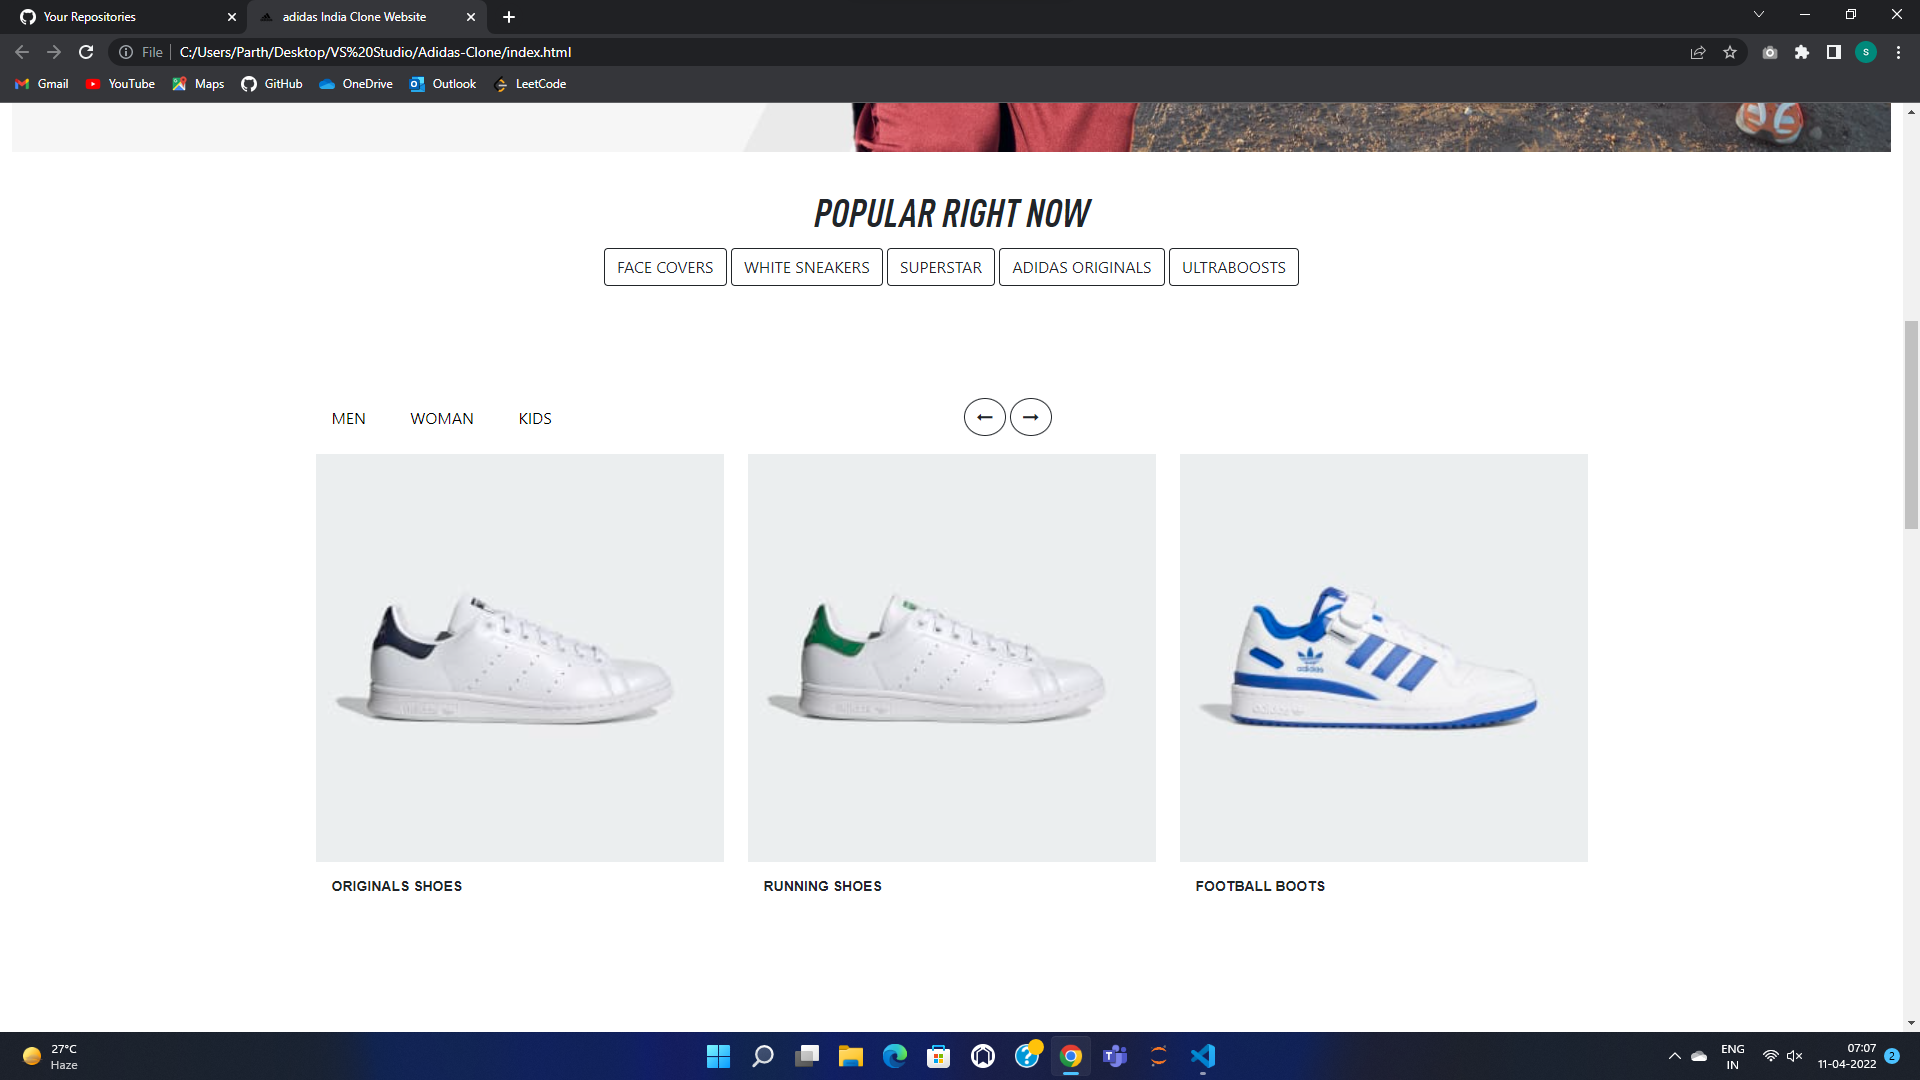 Your Repositories
adidas India Clone Website
File
C:/Users/Parth/Desktop/VS%20Studio/Adidas-Clone/index.html
S
Gmail
YouTube
Maps
GitHub
OneDrive
Outlook
LeetCode
POPULAR RIGHT NOW
FACE COVERS
WHITE SNEAKERS
SUPERSTAR
ADIDAS ORIGINALS
ULTRABOOSTS
MEN
WOMAN
KIDS
adidas
ORIGINALS SHOES
RUNNING SHOES
FOOTBALL BOOTS
27°C
Haze
ENG
IN
07:07
11-04-2022
2